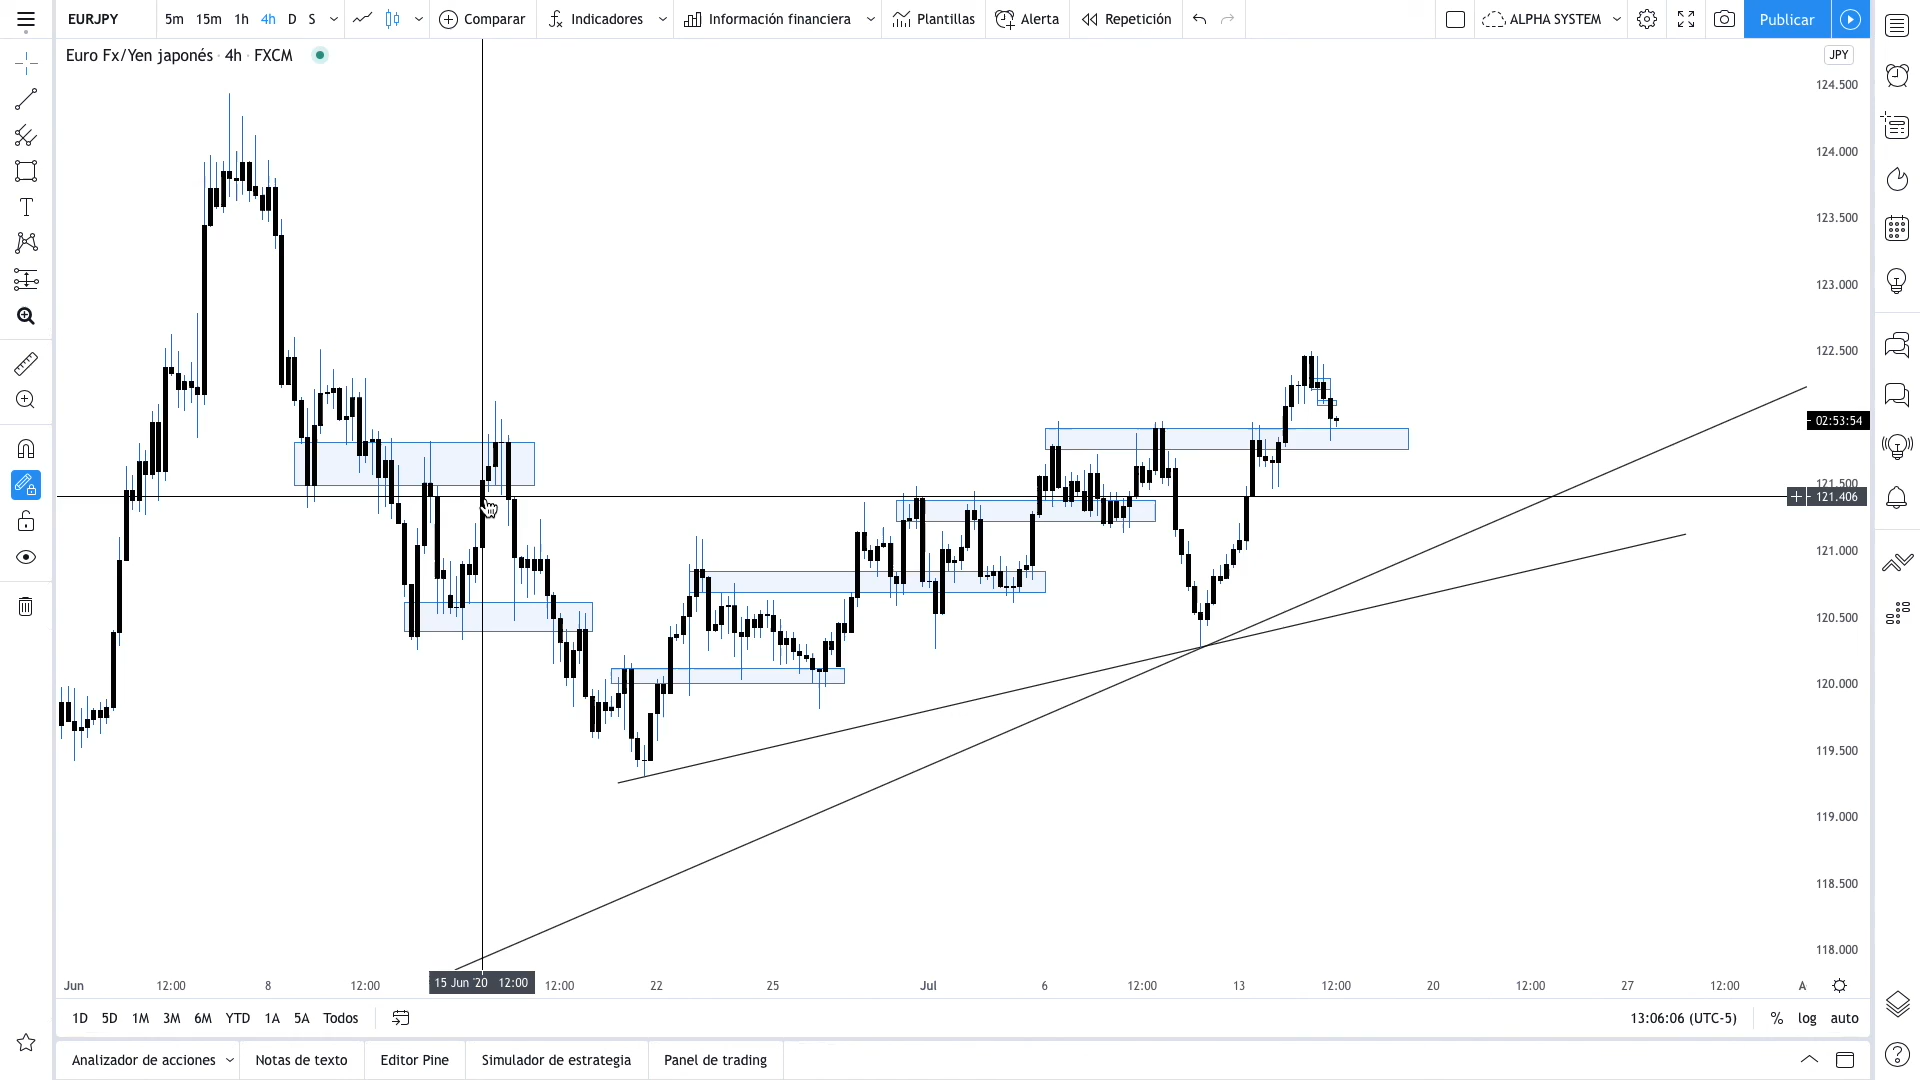 EURJPY 5m 15m 1h 4h D S Comparar Indicadores Información financiera Plantillas Alerta Repetición ALPHA SYSTEM Publicar
Euro Fx/Yen japonés · 4h · FXCM
JPY
124.500
124.000
123.500
123.000
122.500
02:53:54
121.500
121.406
121.000
120.500
120.000
119.500
119.000
118.500
118.000
Jun 12:00 8 12:00 15 Jun '20 12:00 12:00 22 25 Jul 6 12:00 13 12:00 20 12:00 27 12:00 A
1D 5D 1M 3M 6M YTD 1A 5A Todos 13:06:06 (UTC-5) % log auto
Analizador de acciones Notas de texto Editor Pine Simulador de estrategia Panel de trading